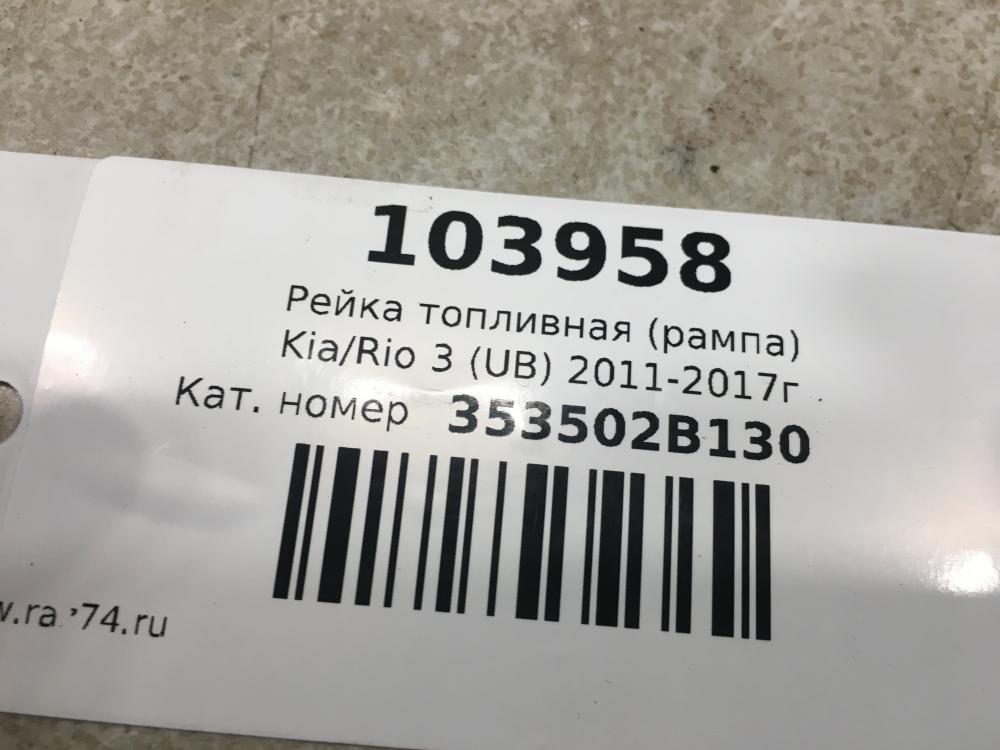 103958
Рейка топливная (рампа)
Kia/Rio 3 (UB) 2011-2017г
Кат. номер 353502B130